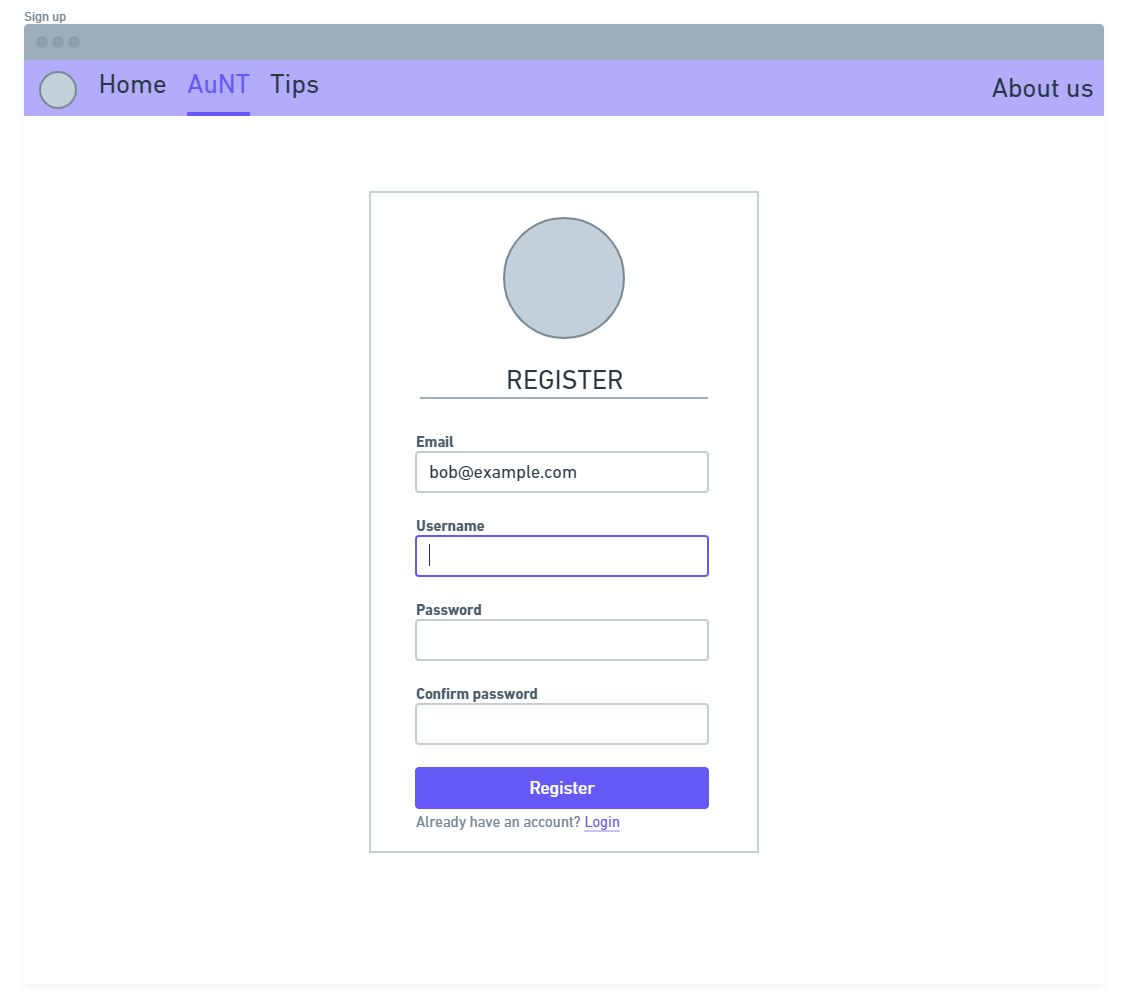 Sign up
Home AuNT Tips About us
REGISTER
Email
bob@example.com
Username
Password
Confirm password
Register
Already have an account? Login